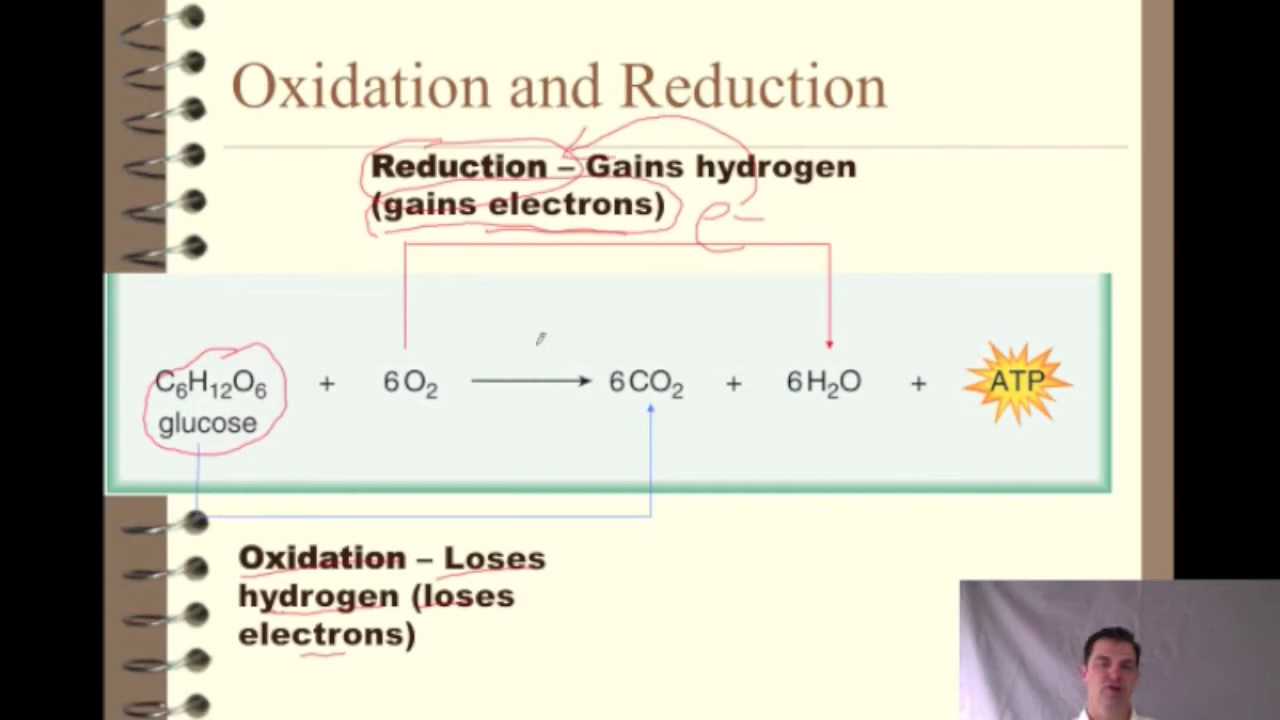 Oxidation and Reduction
Reduction – Gains hydrogen
(gains electrons)
e-
C₆H₁₂O₆ + 6O₂ → 6CO₂ + 6H₂O + ATP
glucose
Oxidation – Loses
hydrogen (loses
electrons)